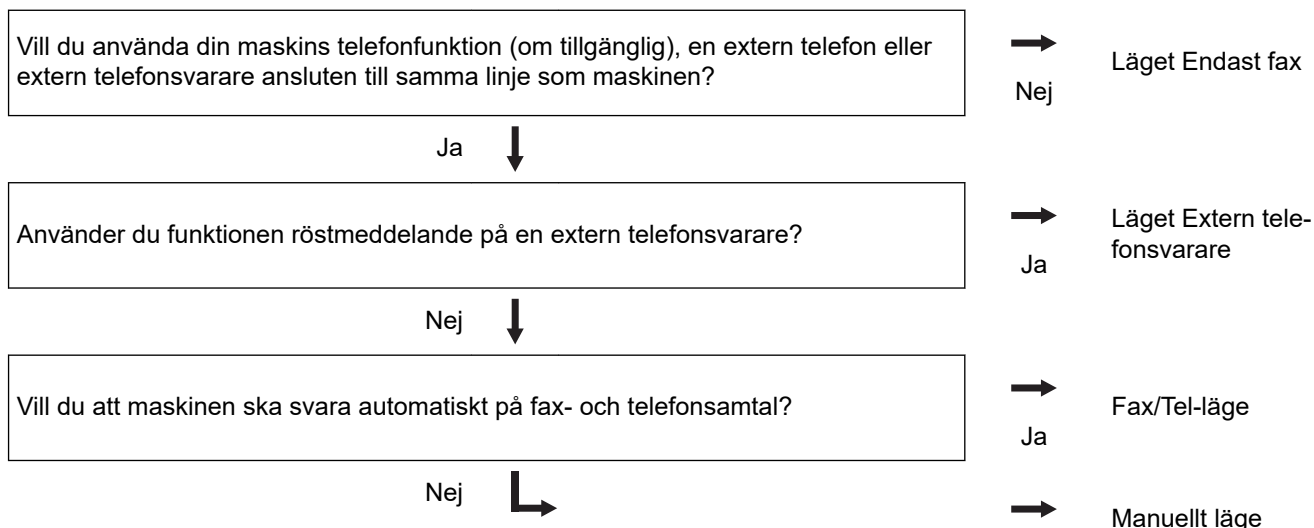 Vill du använda din maskins telefonfunktion (om tillgänglig), en extern telefon eller
extern telefonsvarare ansluten till samma linje som maskinen?
Läget Endast fax
Nej
Ja
Använder du funktionen röstmeddelande på en extern telefonsvarare?
Läget Extern tele-
fonsvarare
Ja
Nej
Vill du att maskinen ska svara automatiskt på fax- och telefonsamtal?
Fax/Tel-läge
Ja
Nej
Manuellt läge